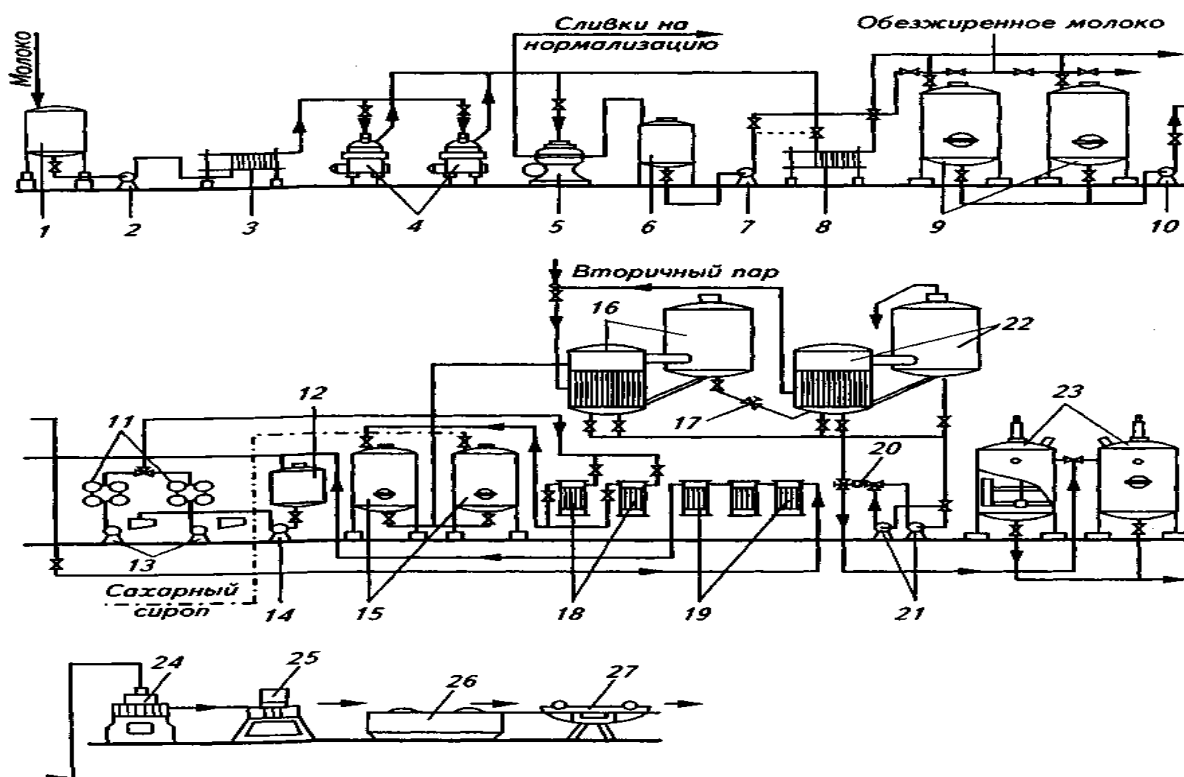 Молоко
Сливки на
нормализацию
Обезжиренное молоко
1 2 3 4 5 6 7 8 9 10
Вторичный пар
16
22
12
11
17
20
23
13
Сахарный
сироп
14 15 18 19 21
24 25 26 27